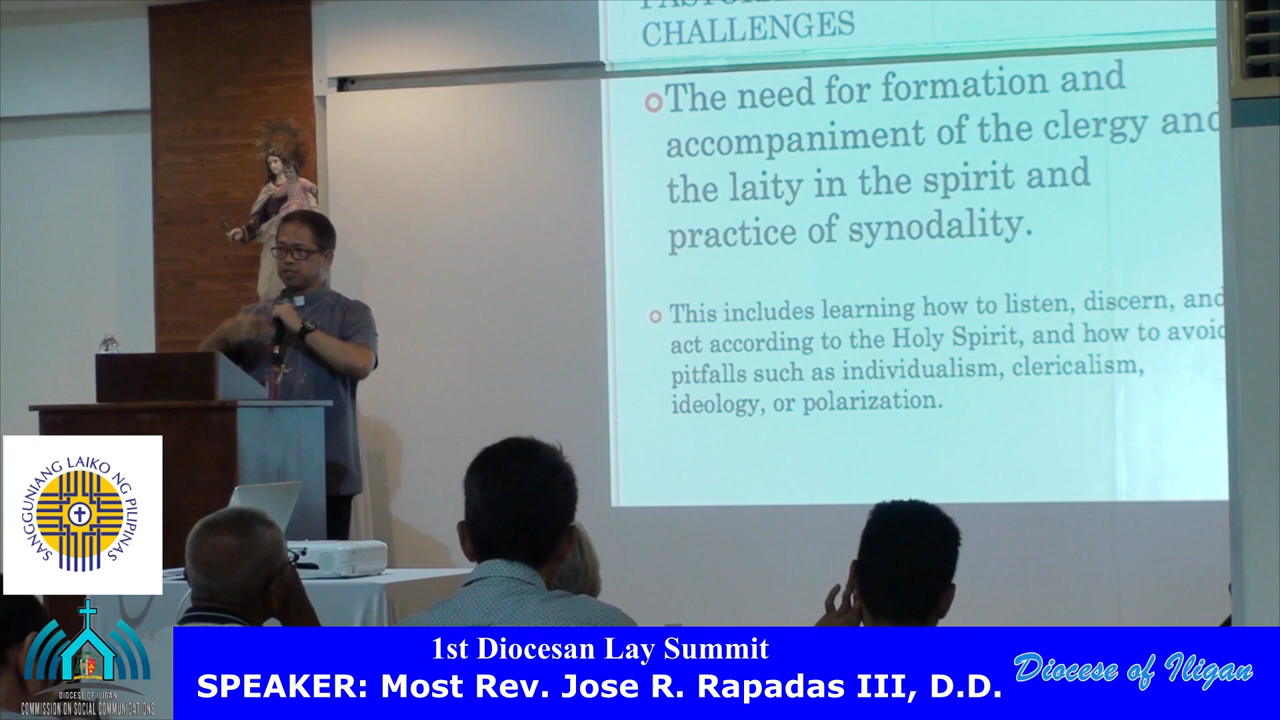 CHALLENGES
The need for formation and
accompaniment of the clergy and
the laity in the spirit and
practice of synodality.
This includes learning how to listen, discern, and
act according to the Holy Spirit, and how to avoid
pitfalls such as individualism, clericalism,
ideology, or polarization.
SANGGUNIANG LAIKO NG PILIPINAS
DIOCESE OF ILIGAN
COMMISSION ON SOCIAL COMMUNICATIONS
1st Diocesan Lay Summit
SPEAKER: Most Rev. Jose R. Rapadas III, D.D.
Diocese of Iligan